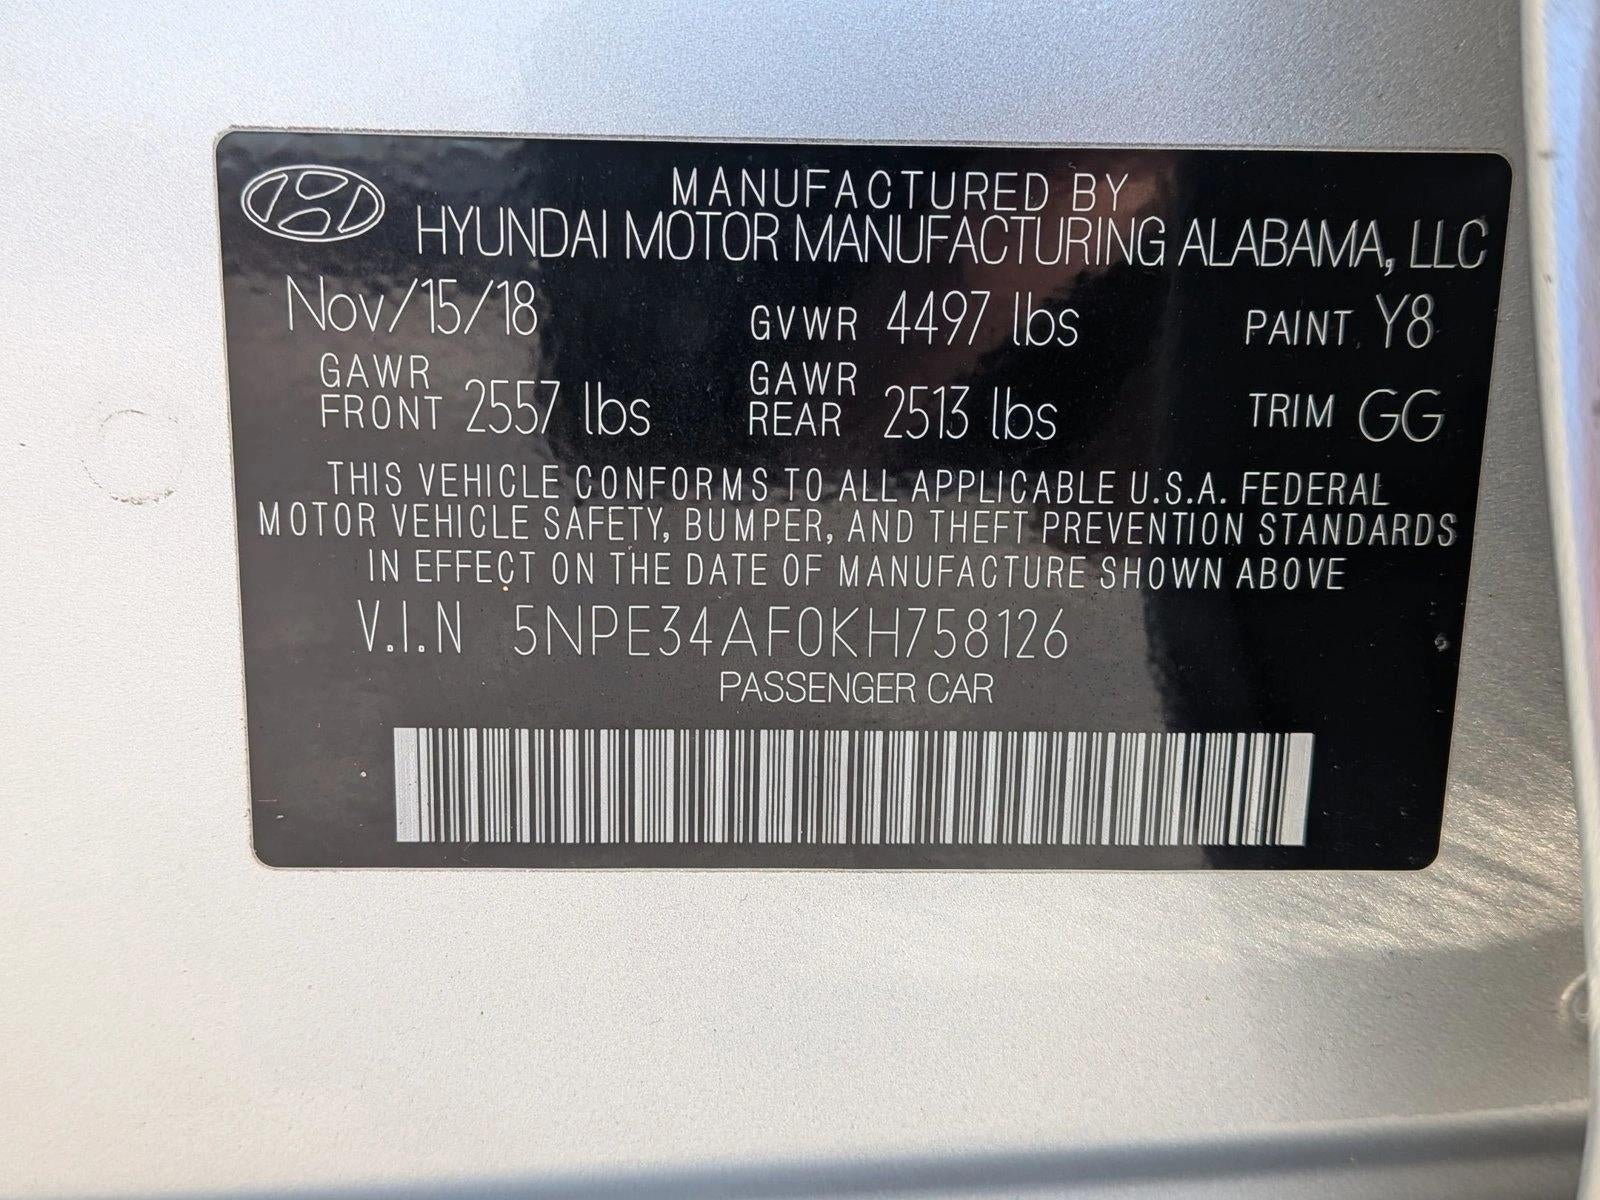 MANUFACTURED BY
HYUNDAI MOTOR MANUFACTURING ALABAMA, LLC
Nov/15/18 GVWR 4497 lbs PAINT Y8
GAWR FRONT 2557 lbs GAWR REAR 2513 lbs TRIM GG
THIS VEHICLE CONFORMS TO ALL APPLICABLE U.S.A. FEDERAL
MOTOR VEHICLE SAFETY, BUMPER, AND THEFT PREVENTION STANDARDS
IN EFFECT ON THE DATE OF MANUFACTURE SHOWN ABOVE
V.I.N 5NPE34AF0KH758126
PASSENGER CAR